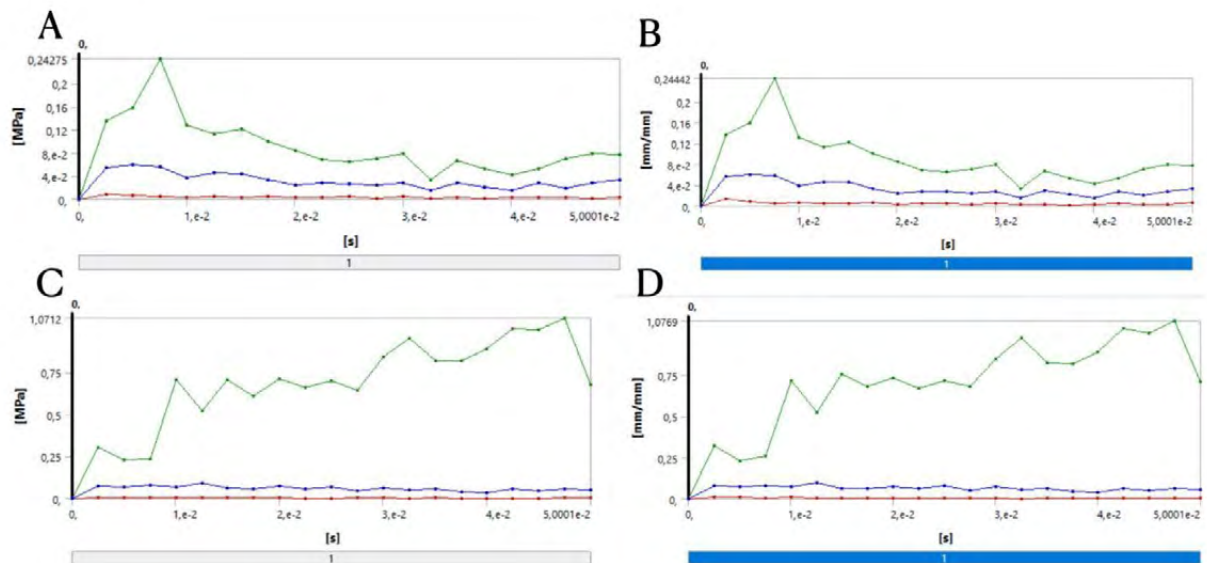 A
0,
0,24275
0,2
0,16
0,12
8,e-2
4,e-2
0,
[MPa]
0, 1,e-2 2,e-2 3,e-2 4,e-2 5,0001e-2
[s]
1
B
0,
0,24442
0,2
0,16
0,12
8,e-2
4,e-2
0,
[mm/mm]
0, 1,e-2 2,e-2 3,e-2 4,e-2 5,0001e-2
[s]
1
C
0,
1,0712
0,75
0,5
0,25
0,
[MPa]
0, 1,e-2 2,e-2 3,e-2 4,e-2 5,0001e-2
[s]
1
D
0,
1,0769
0,75
0,5
0,25
0,
[mm/mm]
0, 1,e-2 2,e-2 3,e-2 4,e-2 5,0001e-2
[s]
1